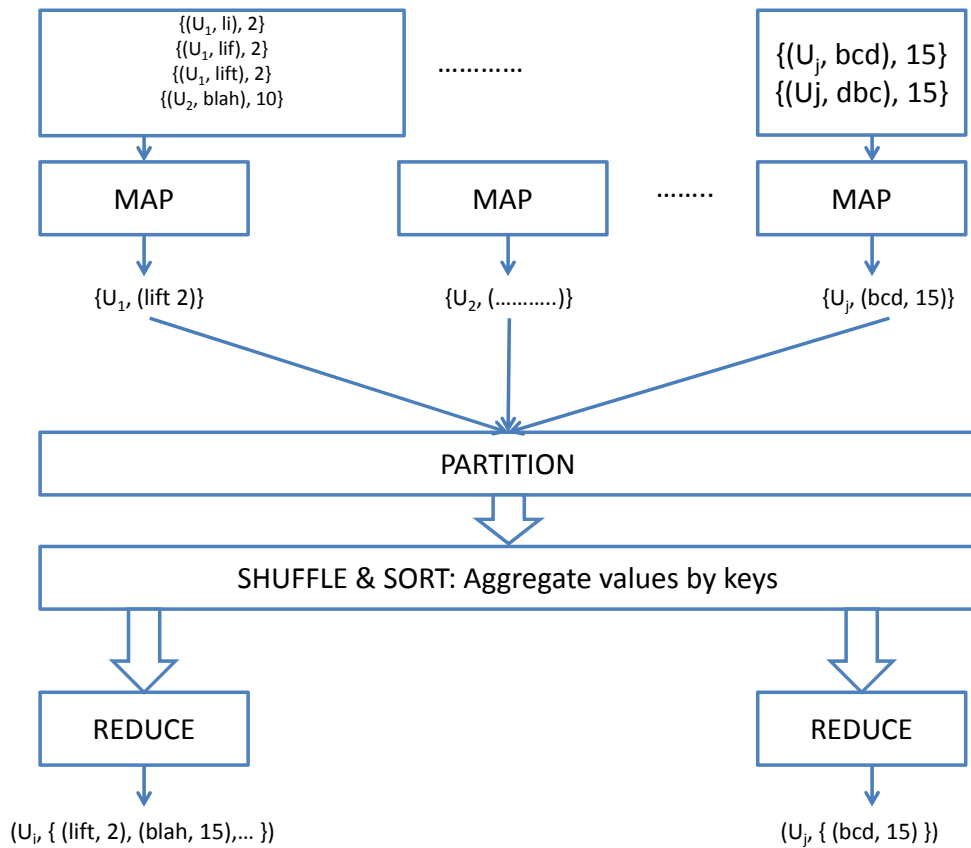 {(U₁, li), 2}
{(U₁, lif), 2}
{(U₁, lift), 2}
{(U₂, blah), 10}
…………
{(Uⱼ, bcd), 15}
{(Uj, dbc), 15}
MAP
MAP
……..
MAP
{U₁, (lift 2)}
{U₂, (………..)}
{Uⱼ, (bcd, 15)}
PARTITION
SHUFFLE & SORT: Aggregate values by keys
REDUCE
REDUCE
(Uᵢ, { (lift, 2), (blah, 15),… })
(Uⱼ, { (bcd, 15) })